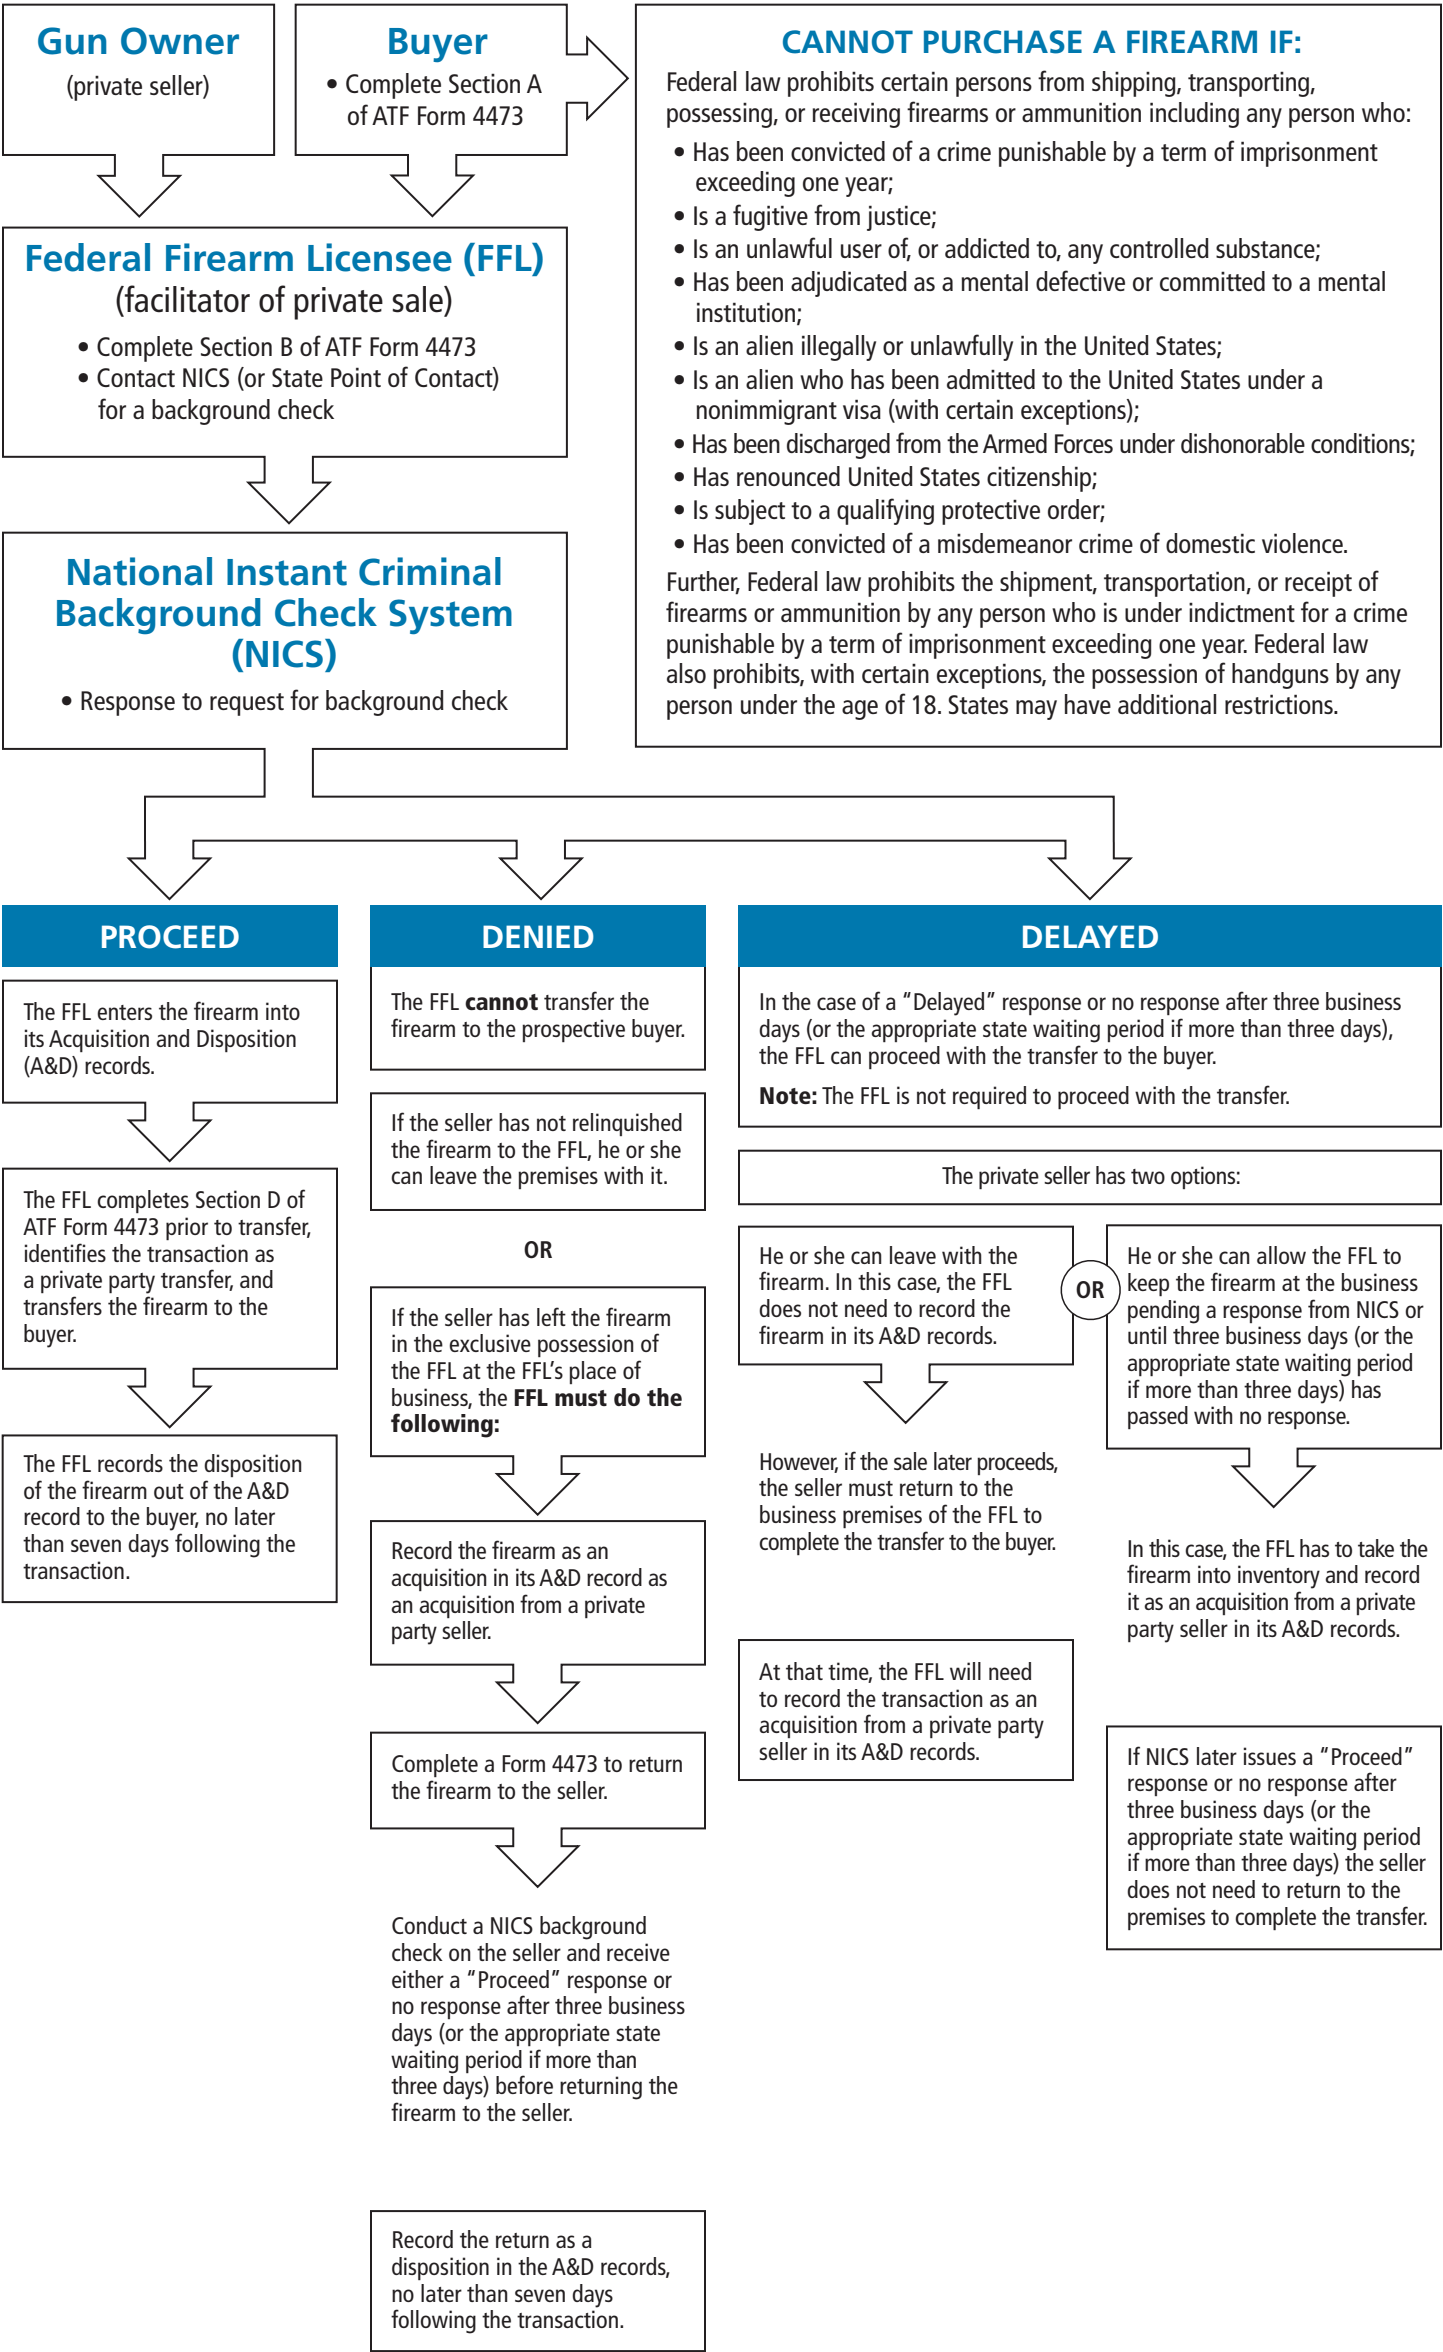 Gun Owner
(private seller)
Buyer
• Complete Section A
of ATF Form 4473
CANNOT PURCHASE A FIREARM IF:
Federal law prohibits certain persons from shipping, transporting,
possessing, or receiving firearms or ammunition including any person who:
• Has been convicted of a crime punishable by a term of imprisonment
exceeding one year;
• Is a fugitive from justice;
• Is an unlawful user of, or addicted to, any controlled substance;
• Has been adjudicated as a mental defective or committed to a mental
institution;
• Is an alien illegally or unlawfully in the United States;
• Is an alien who has been admitted to the United States under a
nonimmigrant visa (with certain exceptions);
• Has been discharged from the Armed Forces under dishonorable conditions;
• Has renounced United States citizenship;
• Is subject to a qualifying protective order;
• Has been convicted of a misdemeanor crime of domestic violence.
Further, Federal law prohibits the shipment, transportation, or receipt of
firearms or ammunition by any person who is under indictment for a crime
punishable by a term of imprisonment exceeding one year. Federal law
also prohibits, with certain exceptions, the possession of handguns by any
person under the age of 18. States may have additional restrictions.
Federal Firearm Licensee (FFL)
(facilitator of private sale)
• Complete Section B of ATF Form 4473
• Contact NICS (or State Point of Contact)
for a background check
National Instant Criminal
Background Check System
(NICS)
• Response to request for background check
PROCEED
The FFL enters the firearm into
its Acquisition and Disposition
(A&D) records.
The FFL completes Section D of
ATF Form 4473 prior to transfer,
identifies the transaction as
a private party transfer, and
transfers the firearm to the
buyer.
The FFL records the disposition
of the firearm out of the A&D
record to the buyer, no later
than seven days following the
transaction.
DENIED
The FFL cannot transfer the
firearm to the prospective buyer.
If the seller has not relinquished
the firearm to the FFL, he or she
can leave the premises with it.
OR
If the seller has left the firearm
in the exclusive possession of
the FFL at the FFL’s place of
business, the FFL must do the
following:
Record the firearm as an
acquisition in its A&D record as
an acquisition from a private
party seller.
Complete a Form 4473 to return
the firearm to the seller.
Conduct a NICS background
check on the seller and receive
either a “Proceed” response or
no response after three business
days (or the appropriate state
waiting period if more than
three days) before returning the
firearm to the seller.
Record the return as a
disposition in the A&D records,
no later than seven days
following the transaction.
DELAYED
In the case of a “Delayed” response or no response after three business
days (or the appropriate state waiting period if more than three days),
the FFL can proceed with the transfer to the buyer.
Note: The FFL is not required to proceed with the transfer.
The private seller has two options:
He or she can leave with the
firearm. In this case, the FFL
does not need to record the
firearm in its A&D records.
However, if the sale later proceeds,
the seller must return to the
business premises of the FFL to
complete the transfer to the buyer.
At that time, the FFL will need
to record the transaction as an
acquisition from a private party
seller in its A&D records.
OR
He or she can allow the FFL to
keep the firearm at the business
pending a response from NICS or
until three business days (or the
appropriate state waiting period
if more than three days) has
passed with no response.
In this case, the FFL has to take the
firearm into inventory and record
it as an acquisition from a private
party seller in its A&D records.
If NICS later issues a “Proceed”
response or no response after
three business days (or the
appropriate state waiting period
if more than three days) the seller
does not need to return to the
premises to complete the transfer.